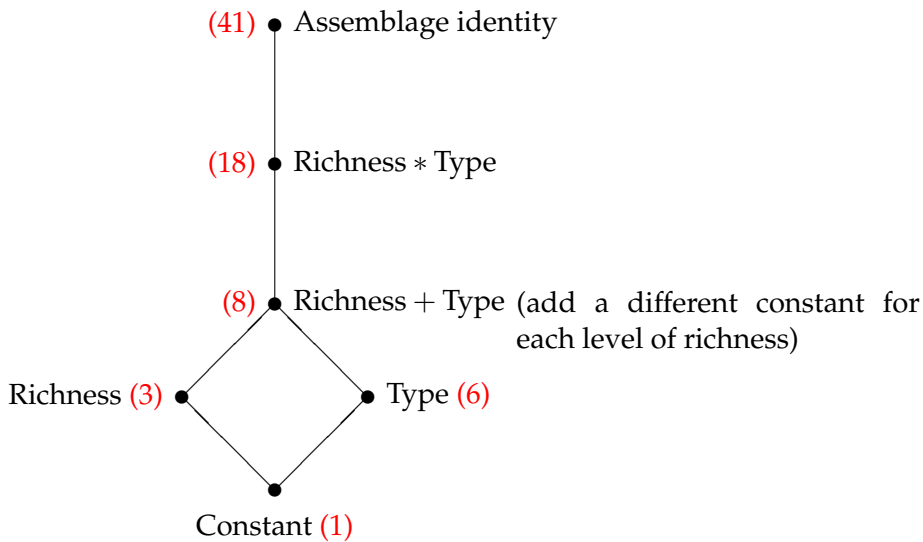 (41) Assemblage identity
(18) Richness ∗ Type
(8) Richness + Type (add a different constant for
each level of richness)
Richness (3)
Type (6)
Constant (1)